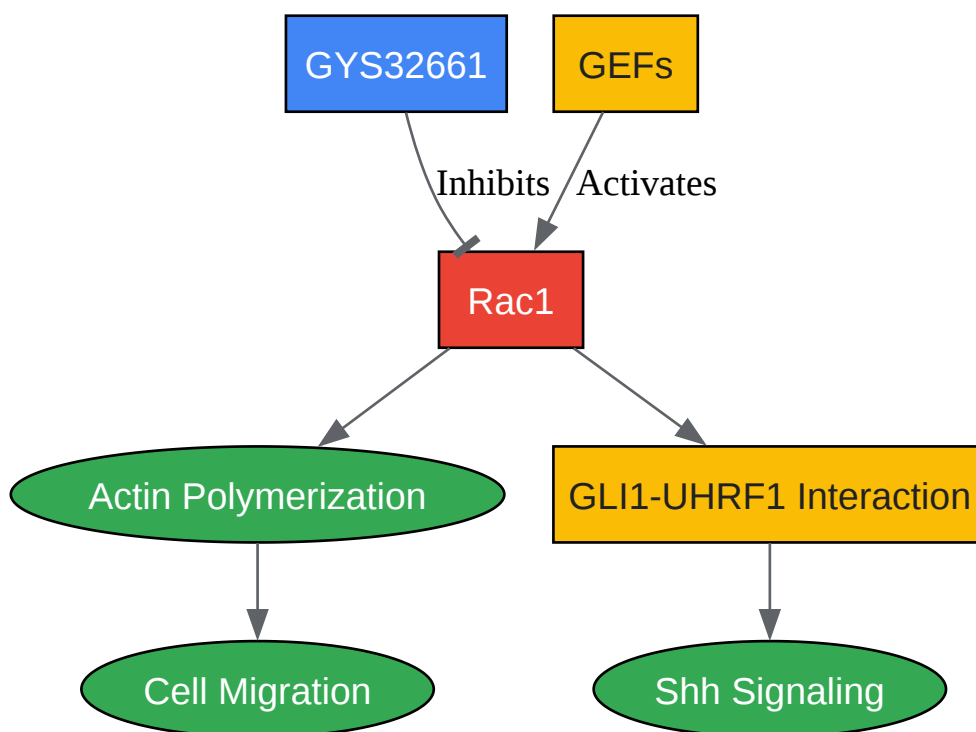 GYS32661
GEFs
Inhibits
Activates
Rac1
Actin Polymerization
GLI1-UHRF1 Interaction
Cell Migration
Shh Signaling